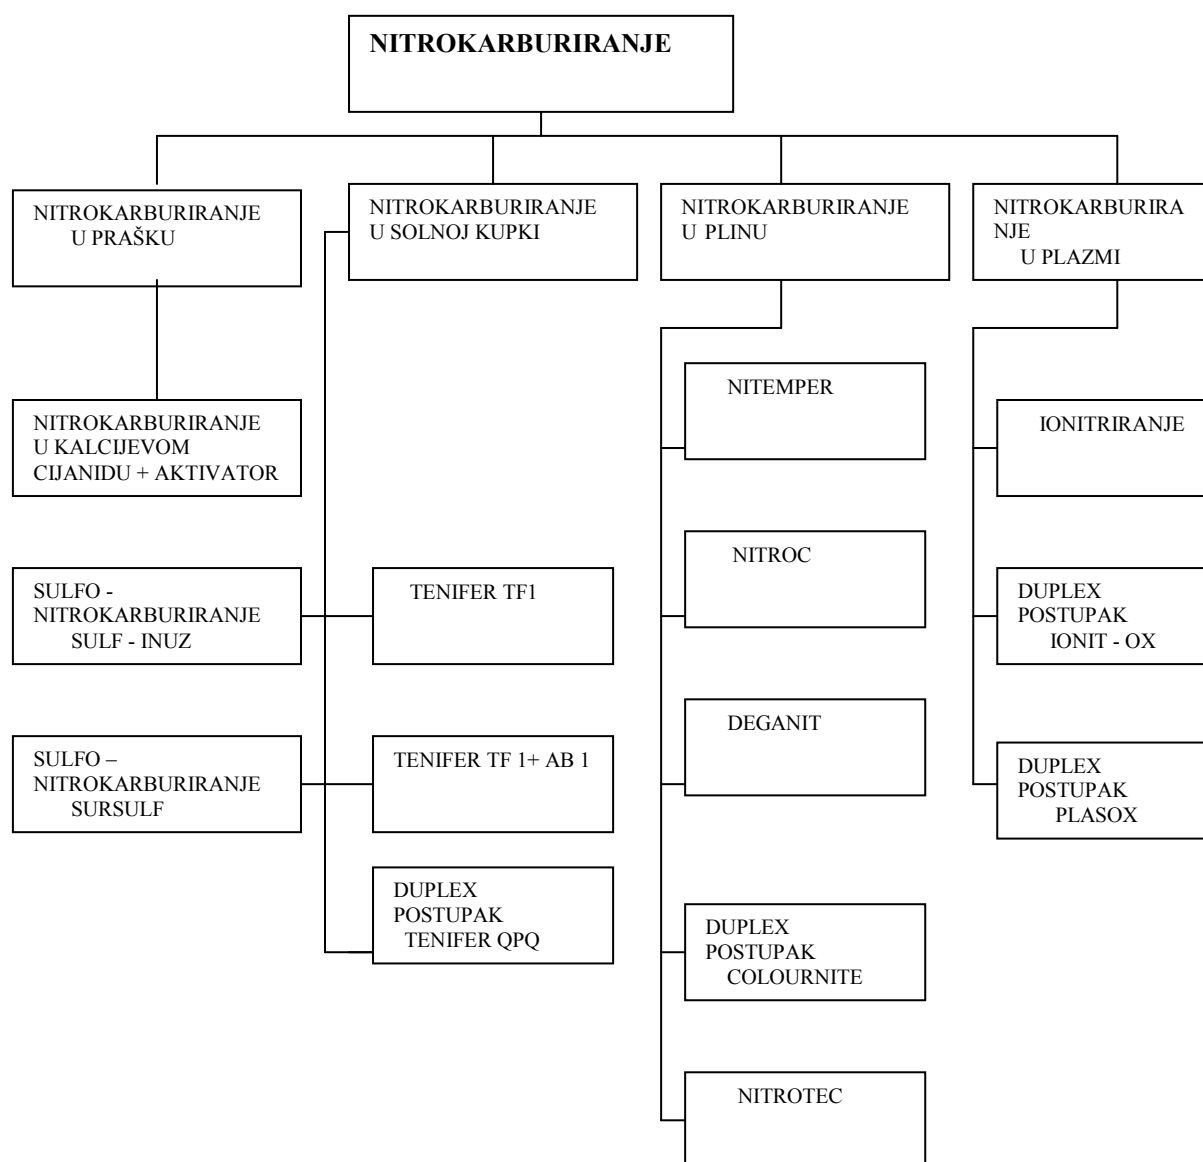 NITROKARBURIRANJE
NITROKARBURIRANJE
U PRAŠKU
NITROKARBURIRANJE
U SOLNOJ KUPKI
NITROKARBURIRANJE
U PLINU
NITROKARBURIRA
NJE
U PLAZMI
NITROKARBURIRANJE
U KALCIJEVOM
CIJANIDU + AKTIVATOR
SULFO -
NITROKARBURIRANJE
SULF - INUZ
SULFO –
NITROKARBURIRANJE
SURSULF
TENIFER TF1
TENIFER TF 1+ AB 1
DUPLEX
POSTUPAK
TENIFER QPQ
NITEMPER
NITROC
DEGANIT
DUPLEX
POSTUPAK
COLOURNITE
NITROTEC
IONITRIRANJE
DUPLEX
POSTUPAK
IONIT - OX
DUPLEX
POSTUPAK
PLASOX